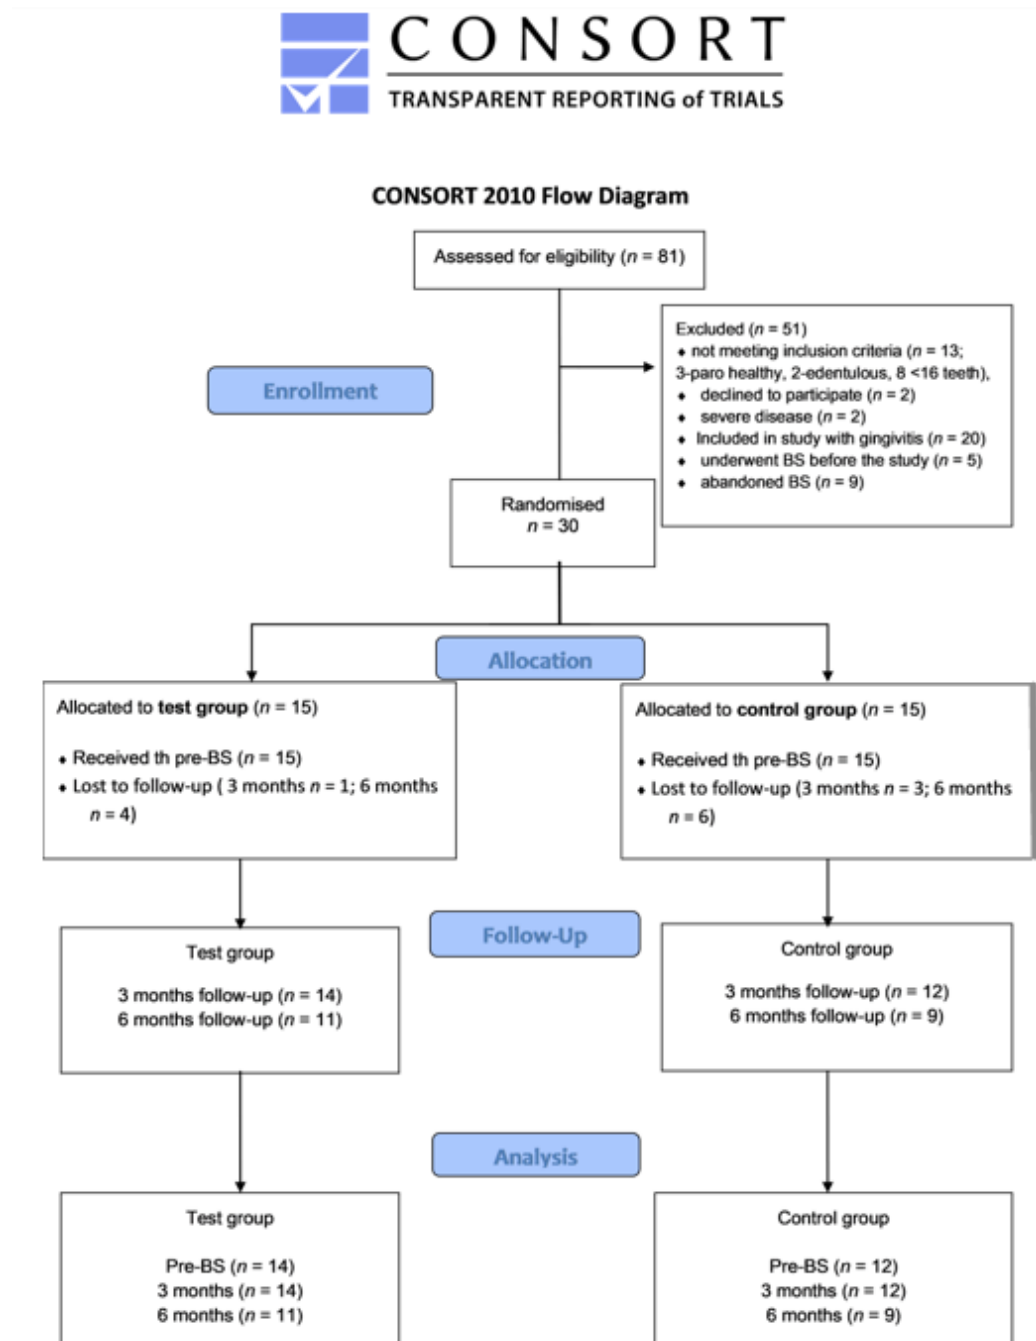 CONSORT
TRANSPARENT REPORTING of TRIALS
CONSORT 2010 Flow Diagram
Assessed for eligibility (n = 81)
Excluded (n = 51)
♦ not meeting inclusion criteria (n = 13;
3-paro healthy, 2-edentulous, 8 <16 teeth),
♦ declined to participate (n = 2)
♦ severe disease (n = 2)
♦ Included in study with gingivitis (n = 20)
♦ underwent BS before the study (n = 5)
♦ abandoned BS (n = 9)
Enrollment
Randomised
n = 30
Allocation
Allocated to test group (n = 15)
♦ Received th pre-BS (n = 15)
♦ Lost to follow-up ( 3 months n = 1; 6 months
n = 4)
Allocated to control group (n = 15)
♦ Received th pre-BS (n = 15)
♦ Lost to follow-up (3 months n = 3; 6 months
n = 6)
Follow-Up
Test group
3 months follow-up (n = 14)
6 months follow-up (n = 11)
Control group
3 months follow-up (n = 12)
6 months follow-up (n = 9)
Analysis
Test group
Pre-BS (n = 14)
3 months (n = 14)
6 months (n = 11)
Control group
Pre-BS (n = 12)
3 months (n = 12)
6 months (n = 9)